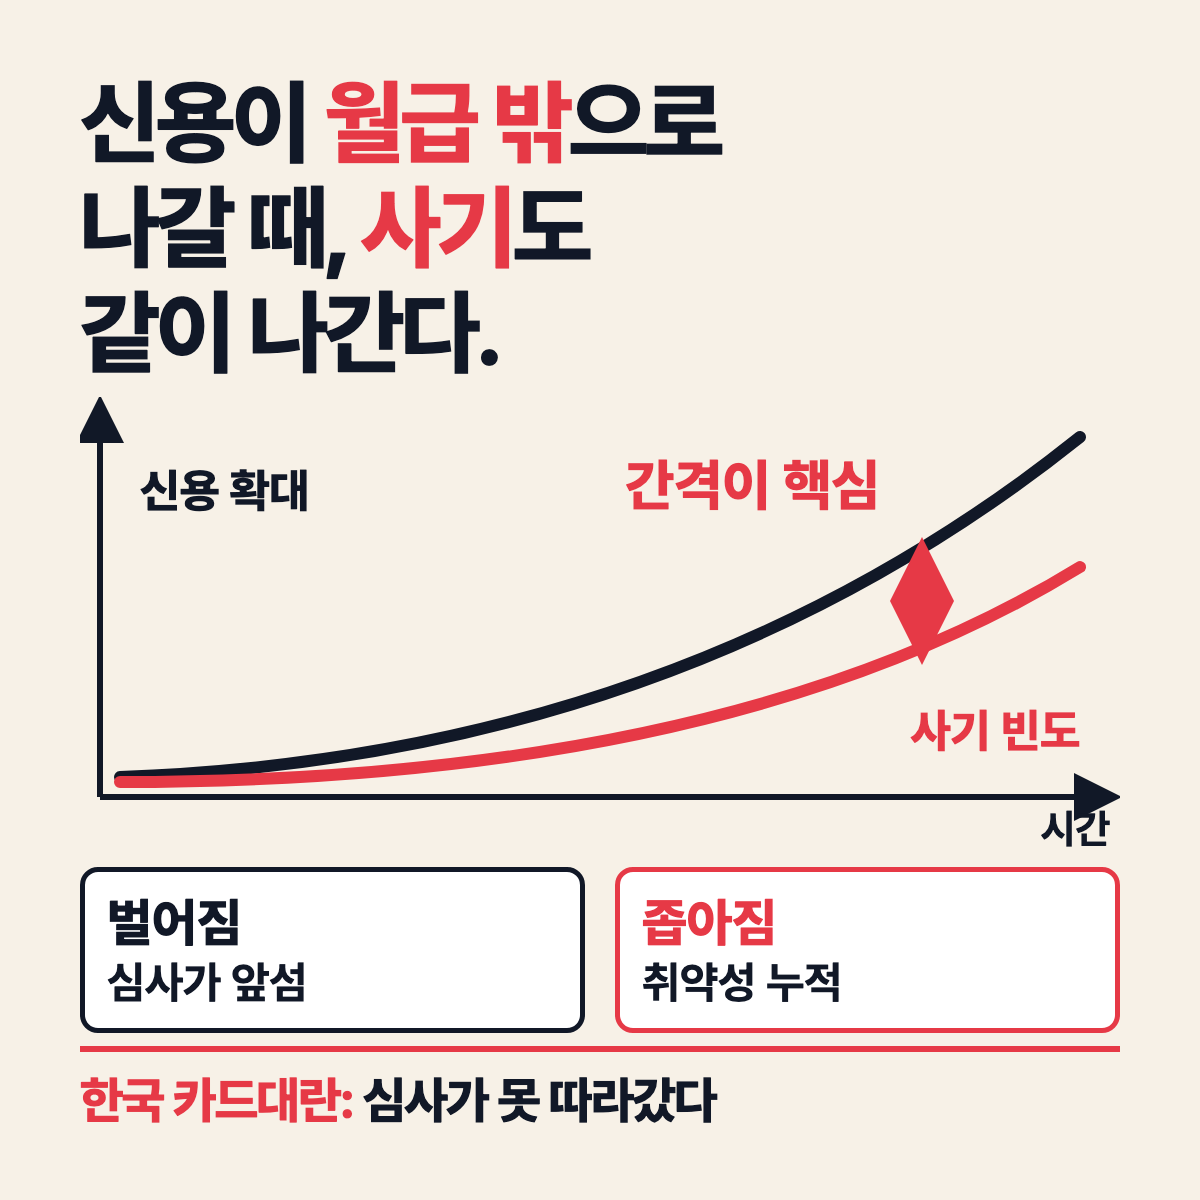 신용이 월급 밖으로
나갈 때, 사기도
같이 나간다.
신용 확대
간격이 핵심
사기 빈도
시간
벌어짐
심사가 앞섬
좁아짐
취약성 누적
한국 카드대란: 심사가 못 따라갔다